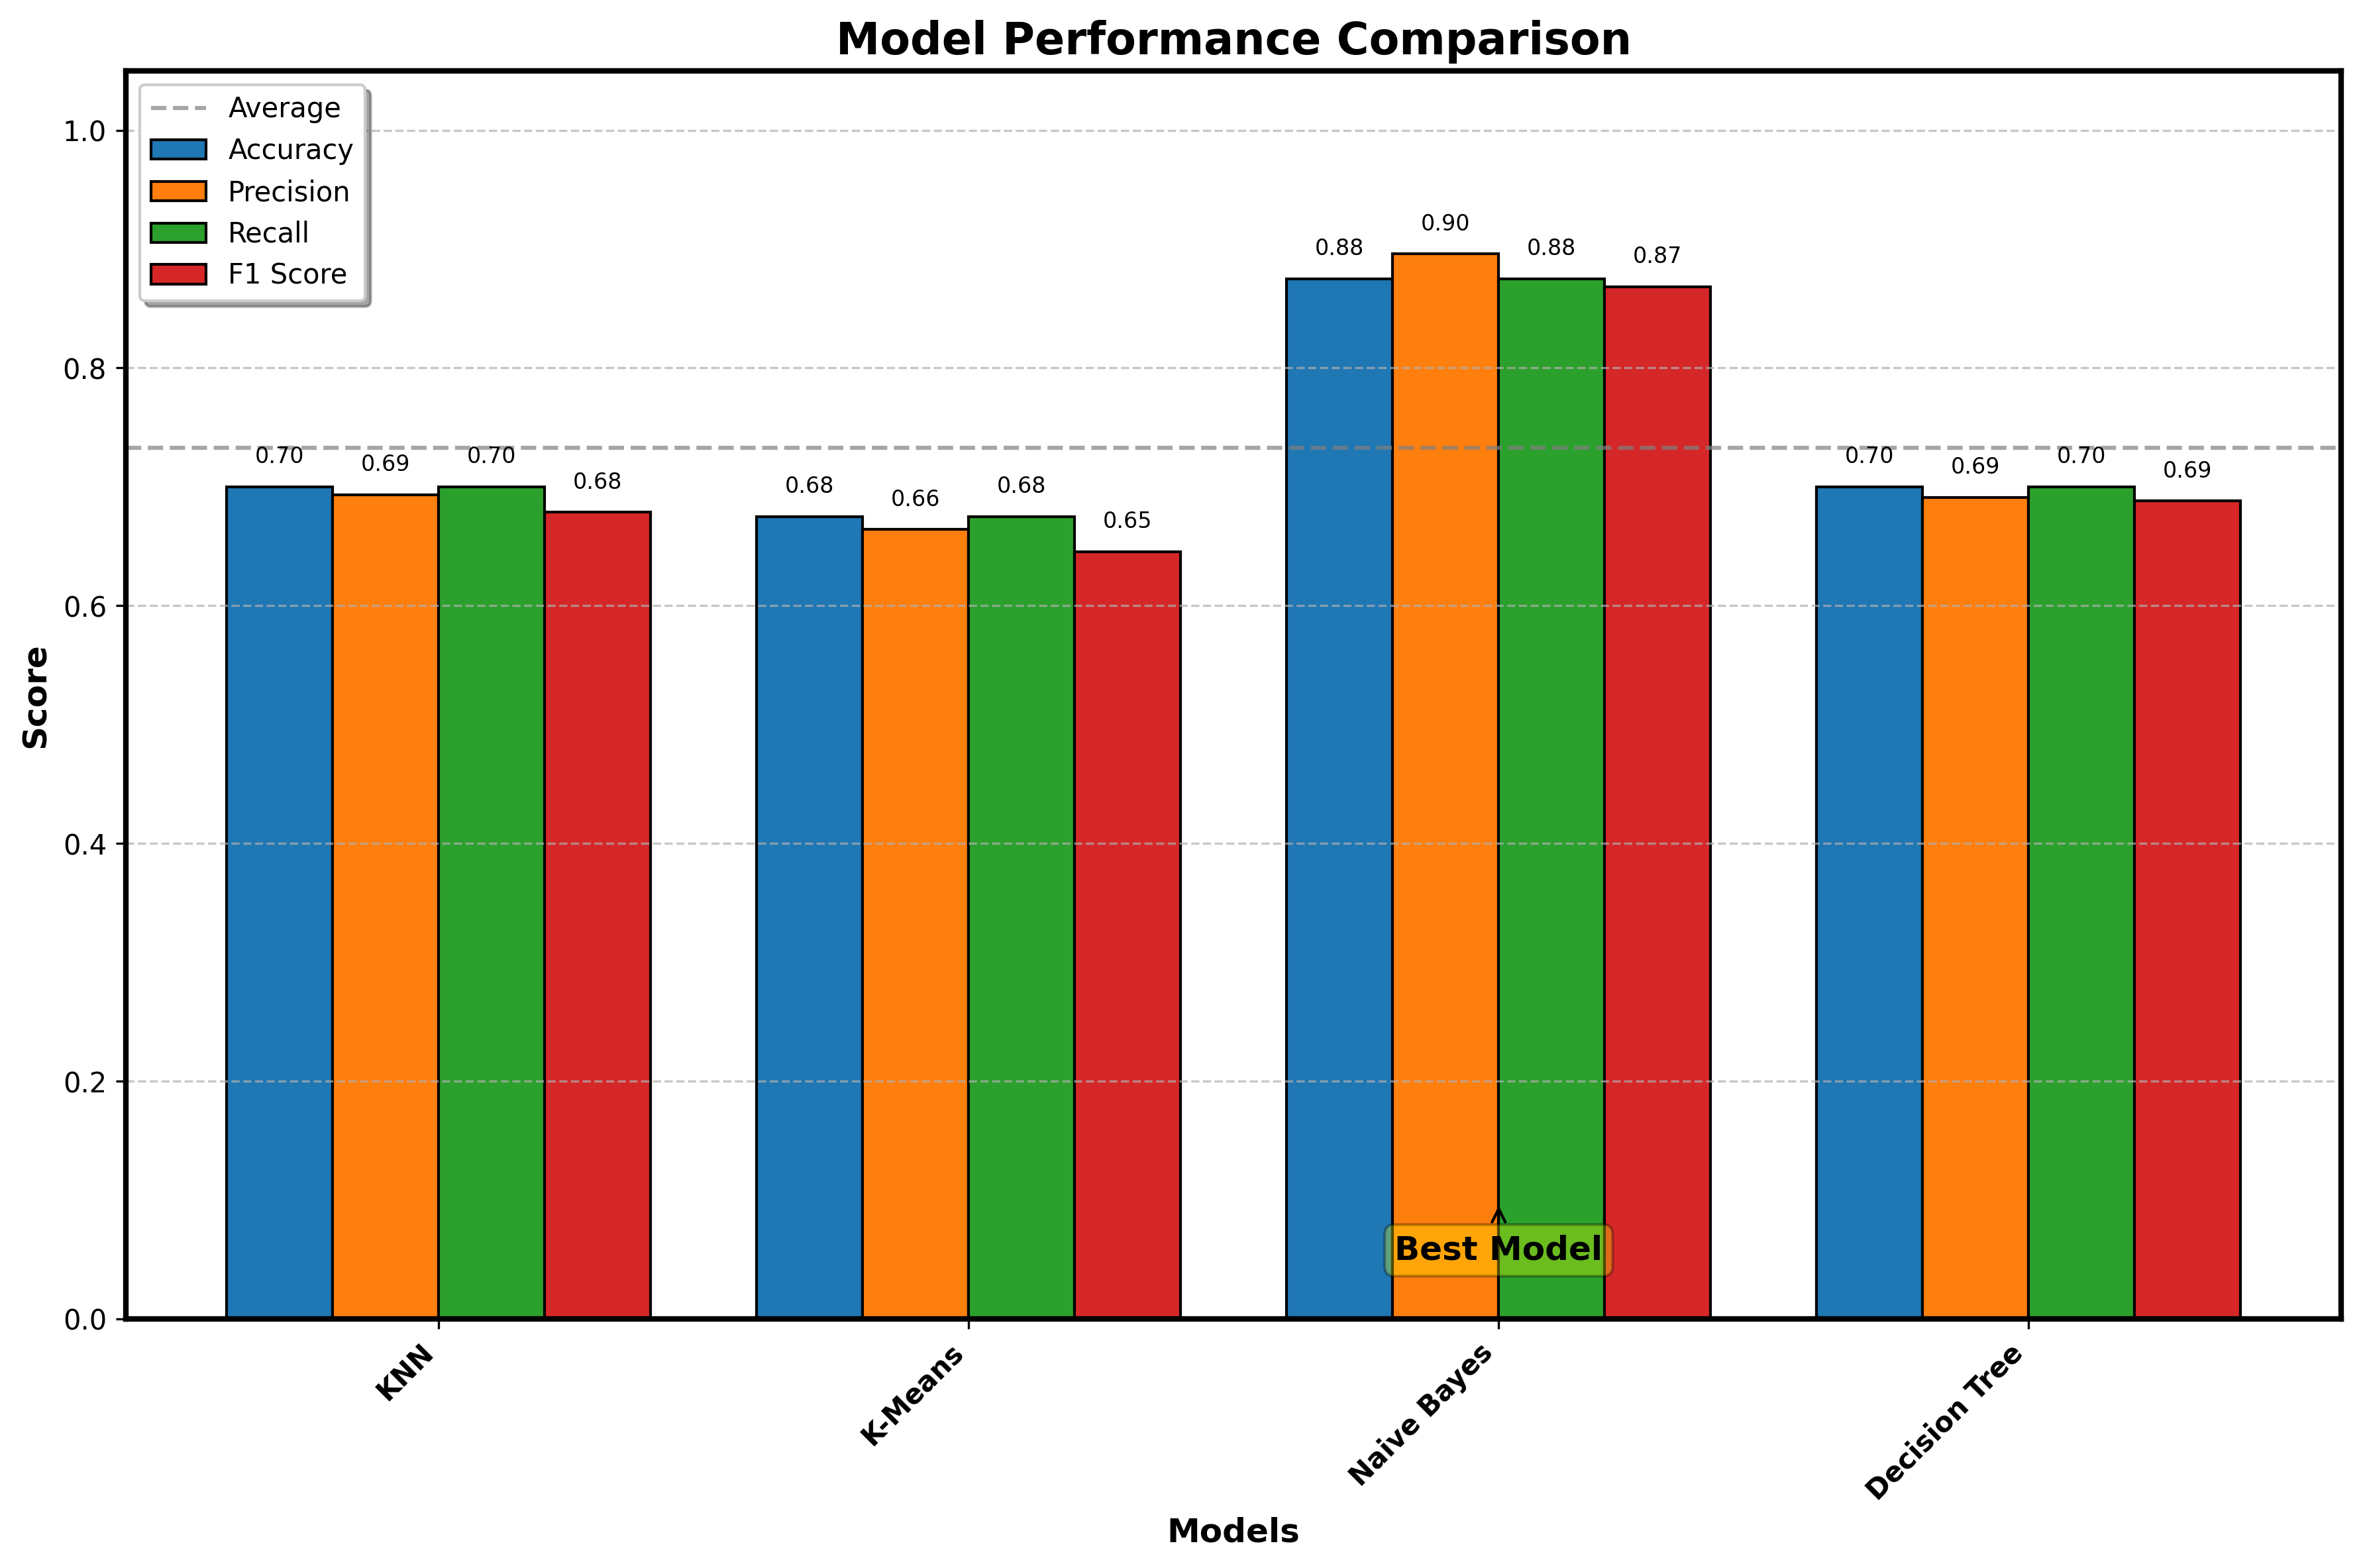 Model Performance Comparison
Average
Accuracy
Precision
Recall
F1 Score
1.0
0.8
0.6
0.4
0.2
0.0
Score
0.70
0.69
0.70
0.68
0.68
0.66
0.68
0.65
0.88
0.90
0.88
0.87
0.70
0.69
0.70
0.69
Best Model
KNN
K-Means
Naive Bayes
Decision Tree
Models